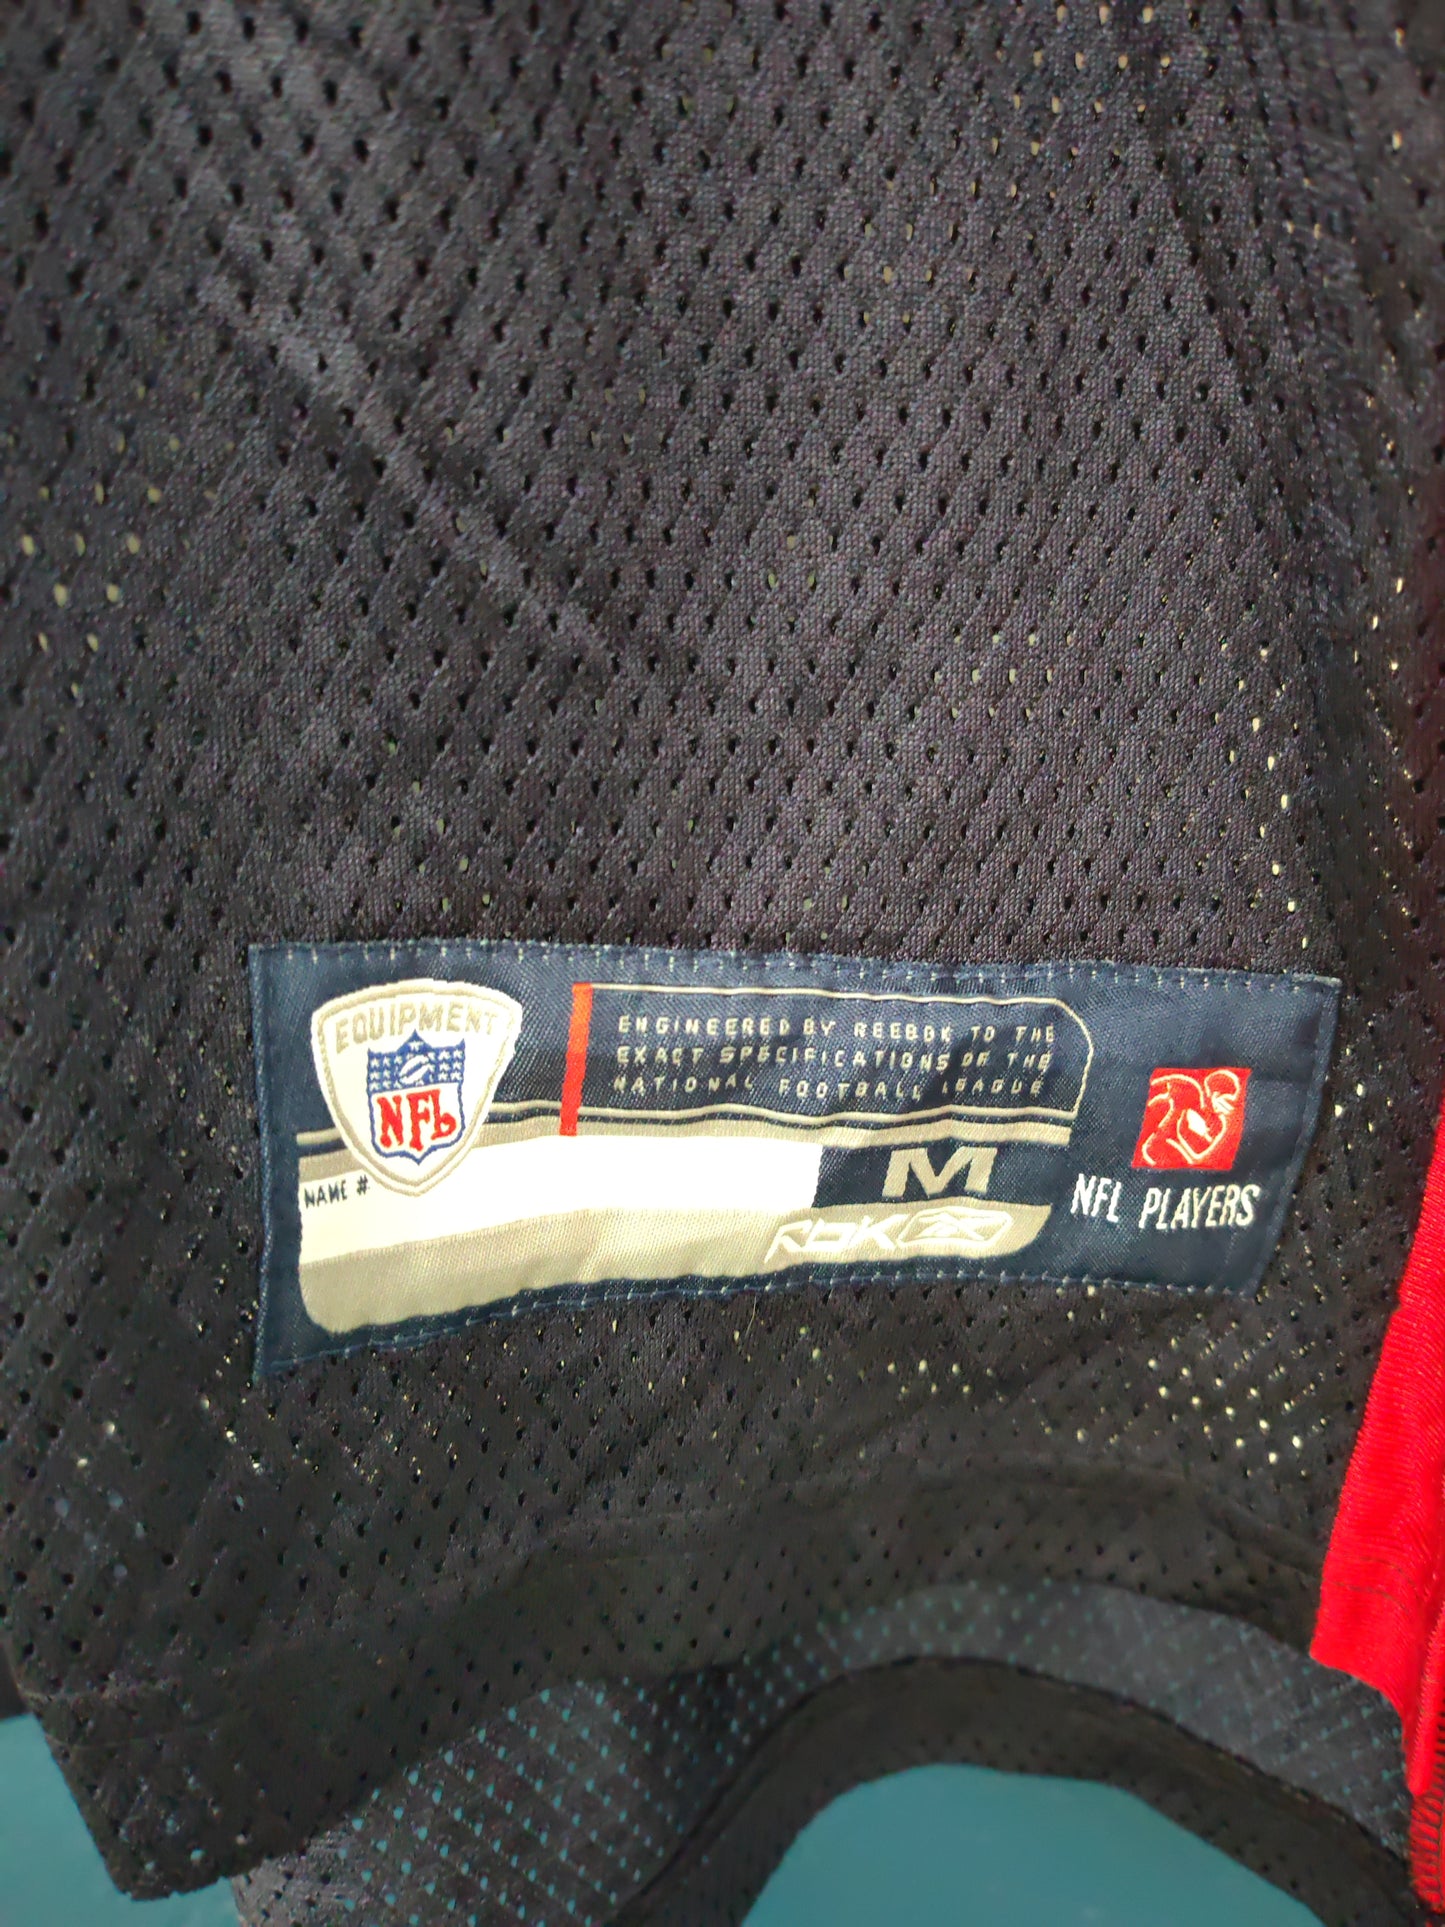 EQUIPMENT
NFL
ENGINEERED BY REEBOK TO THE
EXACT SPECIFICATIONS OF THE
NATIONAL FOOTBALL LEAGUE
NAME #
M
RBK
NFL PLAYERS